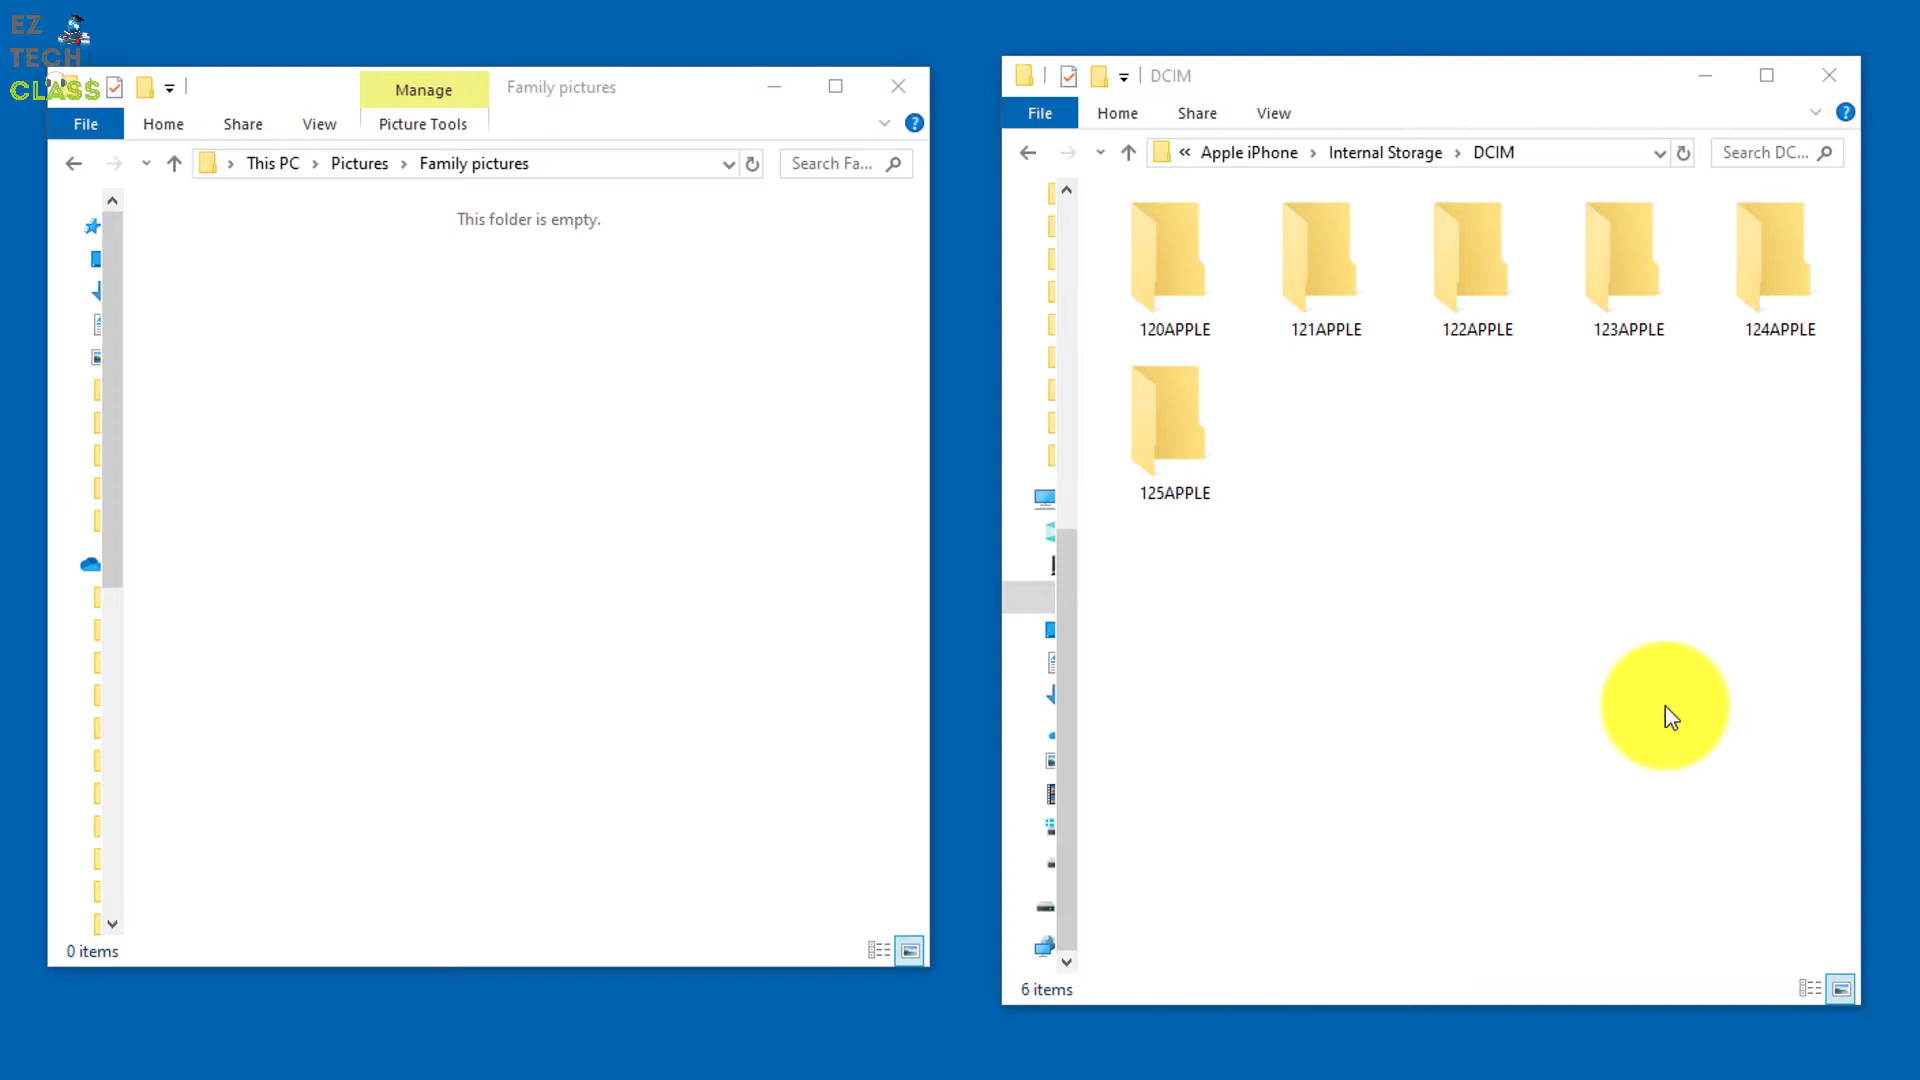 EZ
TECH
CLASS
Manage
Family pictures
File
Home
Share
View
Picture Tools
This PC
Pictures
Family pictures
Search Fa...
This folder is empty.
0 items
DCIM
File
Home
Share
View
Apple iPhone
Internal Storage
DCIM
Search DC...
120APPLE
121APPLE
122APPLE
123APPLE
124APPLE
125APPLE
6 items